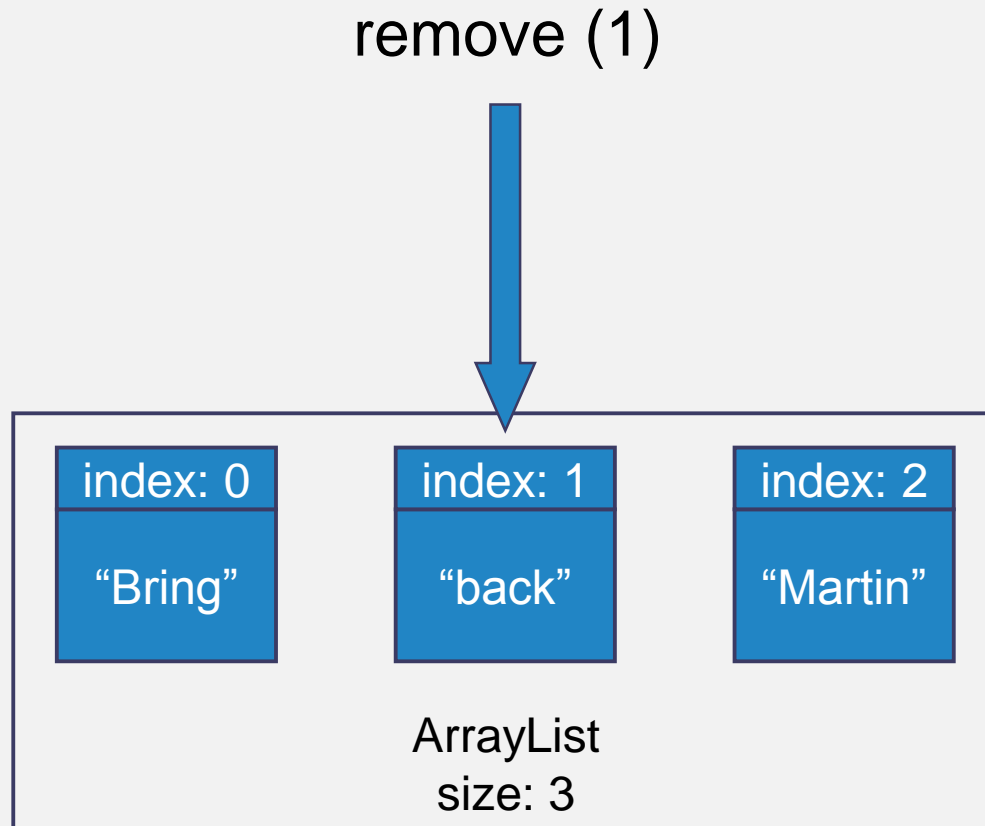 remove (1)
index: 0
index: 1
index: 2
“Bring”
“back”
“Martin”
ArrayList
size: 3